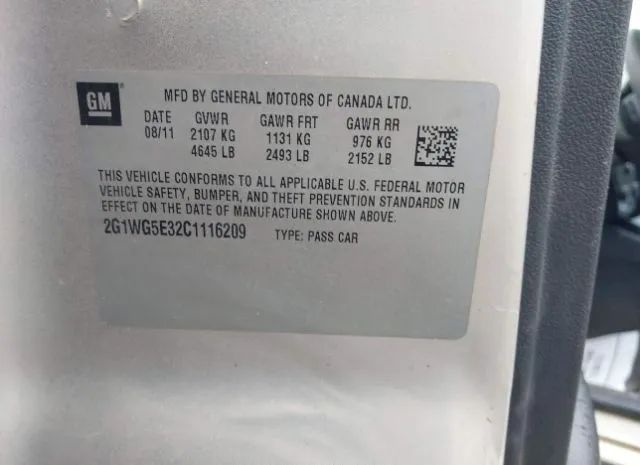 GM
MFD BY GENERAL MOTORS OF CANADA LTD.
DATE GVWR GAWR FRT GAWR RR
08/11 2107 KG 1131 KG 976 KG
4645 LB 2493 LB 2152 LB
THIS VEHICLE CONFORMS TO ALL APPLICABLE U.S. FEDERAL MOTOR
VEHICLE SAFETY, BUMPER, AND THEFT PREVENTION STANDARDS IN
EFFECT ON THE DATE OF MANUFACTURE SHOWN ABOVE.
2G1WG5E32C1116209 TYPE: PASS CAR